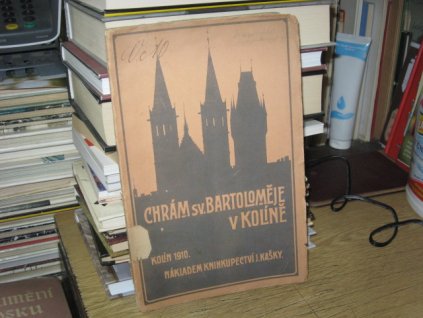 CHRÁM SV. BARTOLOMĚJE
V KOLÍNĚ
KOLÍN 1910.
NÁKLADEM KNIHKUPECTVÍ J. KAŠKY.